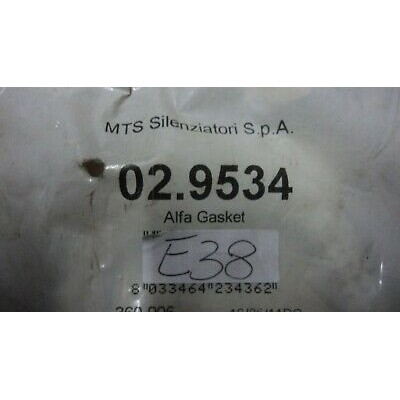 MTS Silenziatori S.p.A.
02.9534
Alfa Gasket
E38
8"033464"234362"